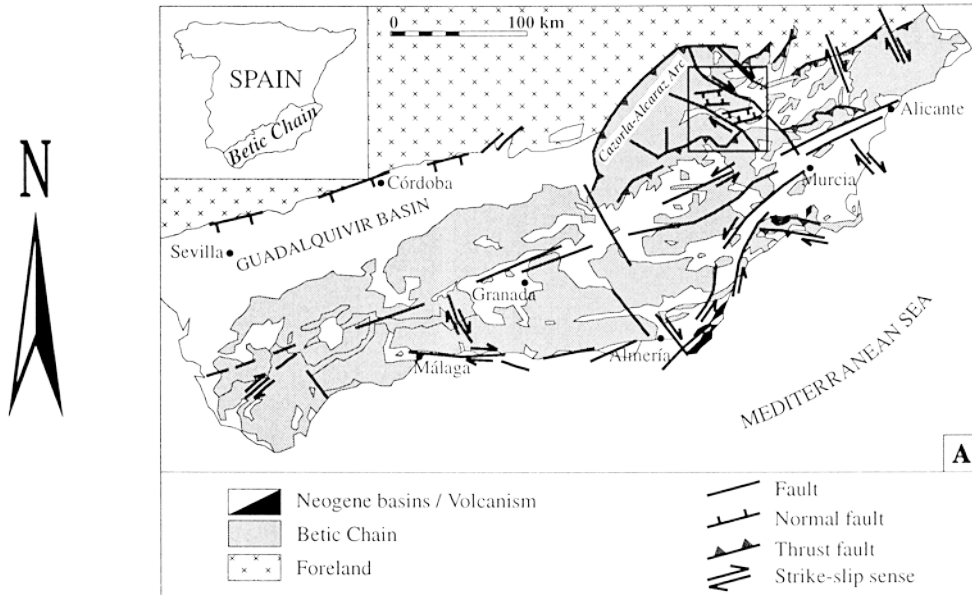 N
SPAIN
Betic Chain
0 100 km
Cazorla-Alcaraz Arc
Alicante
Córdoba
Murcia
Sevilla
GUADALQUIVIR BASIN
Granada
Almería
Málaga
MEDITERRANEAN SEA
A
Neogene basins / Volcanism
Betic Chain
Foreland
Fault
Normal fault
Thrust fault
Strike-slip sense